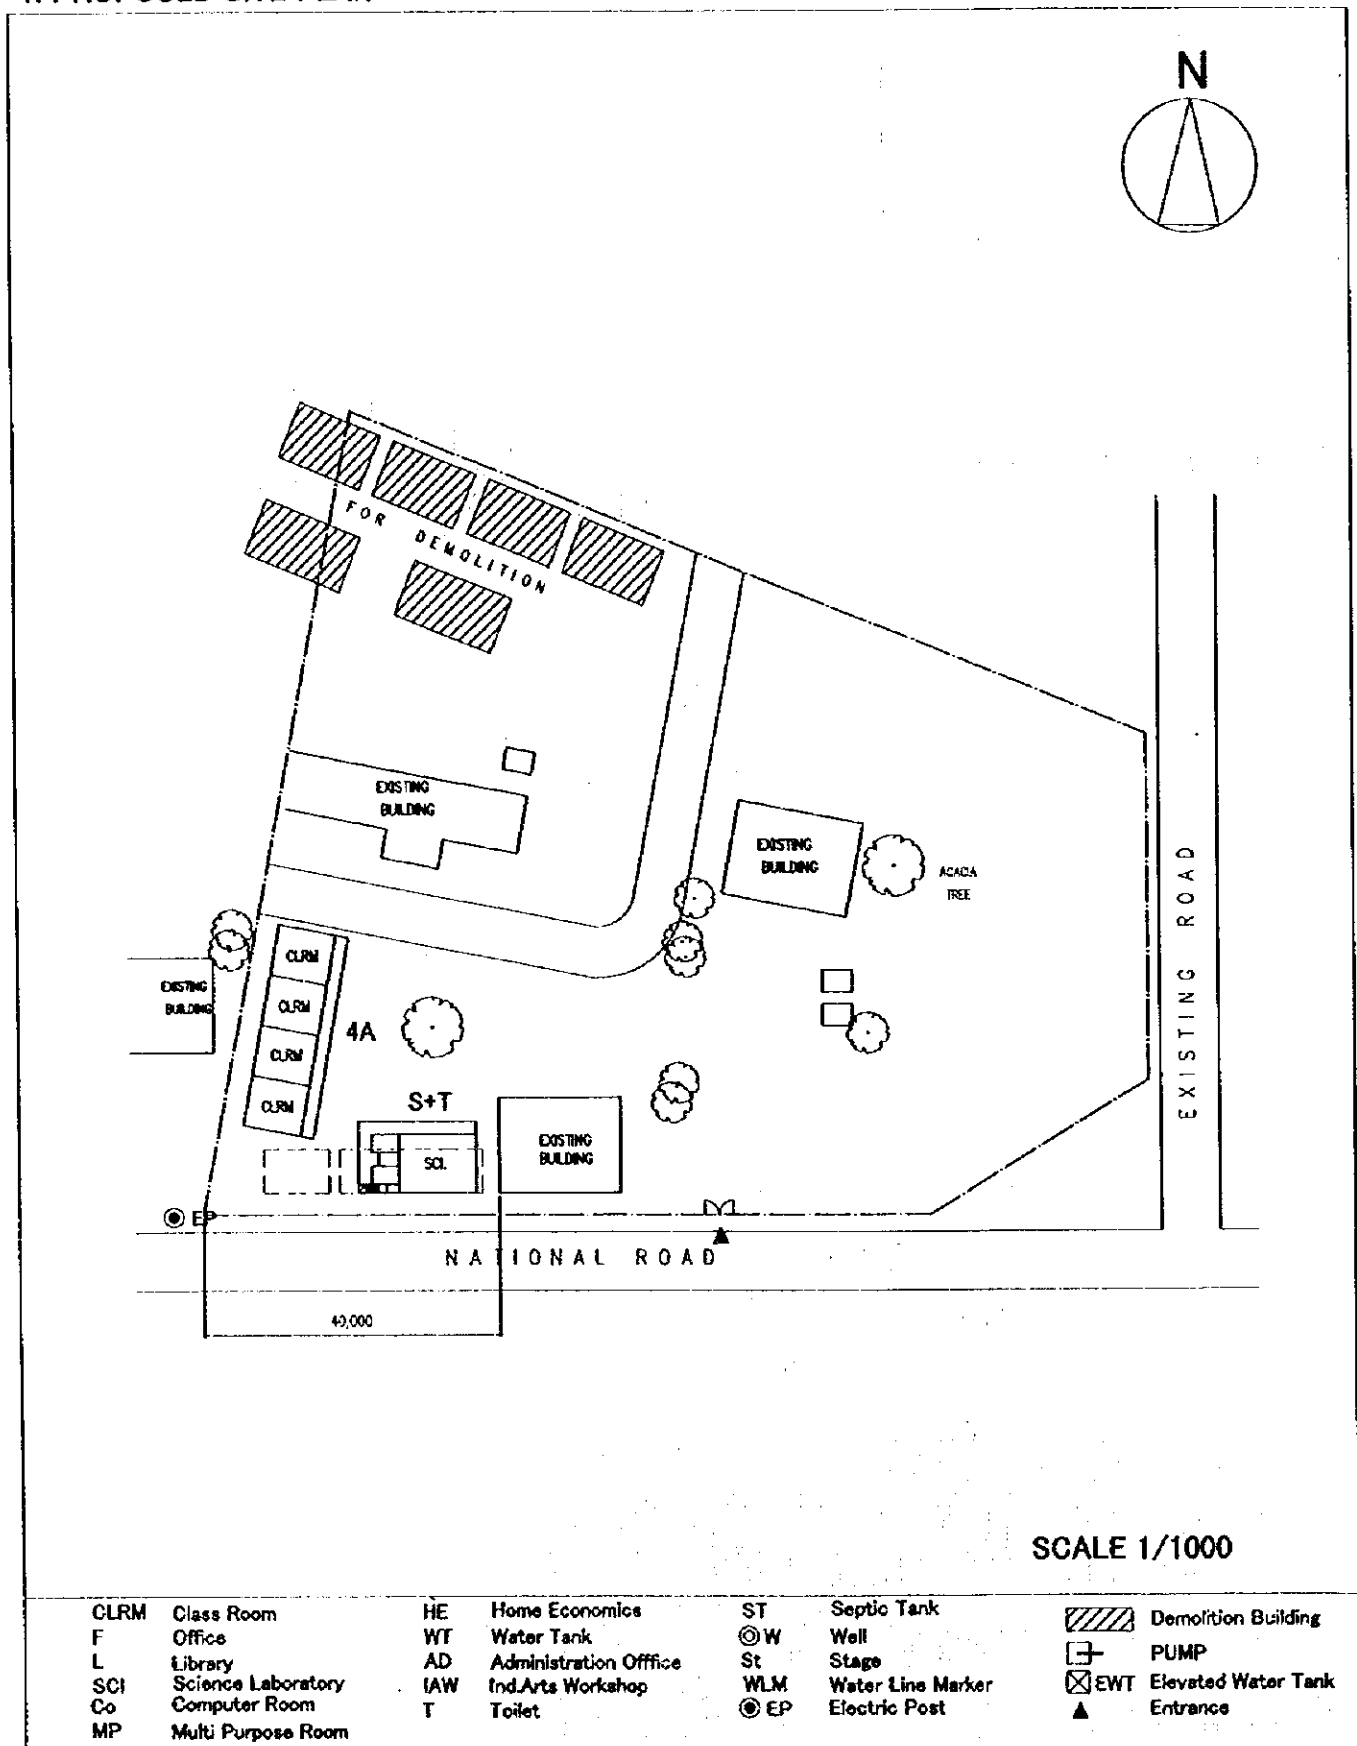 N
FOR DEMOLITION
EXISTING
BUILDING
EXISTING
BUILDING
ACACIA
TREE
EXISTING ROAD
EXISTING
BUILDING
CLRM
CLRM
CLRM
CLRM
4A
S+T
SCI.
EXISTING
BUILDING
EP
NATIONAL ROAD
40,000
SCALE 1/1000
CLRM Class Room
F Office
L Library
SCI Science Laboratory
Co Computer Room
MP Multi Purpose Room
HE Home Economics
WT Water Tank
AD Administration Offfice
IAW Ind.Arts Workshop
T Toilet
ST Septic Tank
W Well
St Stage
WLM Water Line Marker
EP Electric Post
Demolition Building
PUMP
EWT Elevated Water Tank
Entrance